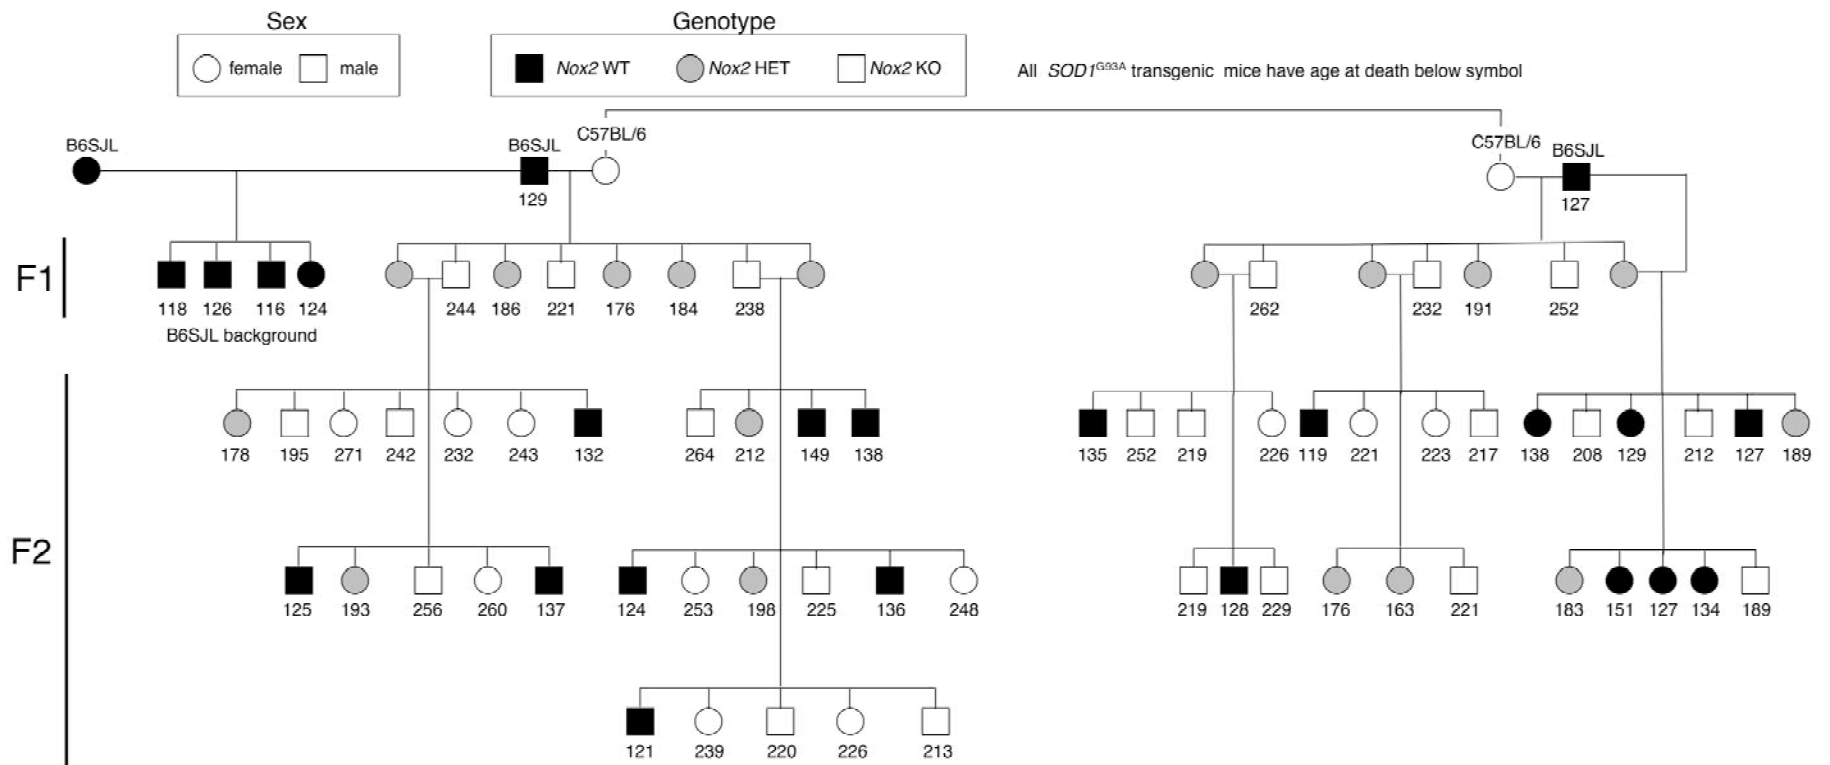 Sex
Genotype
female male
Nox2 WT Nox2 HET Nox2 KO
All SOD1G93A transgenic mice have age at death below symbol
B6SJL B6SJL C57BL/6 C57BL/6 B6SJL
129 127
F1
118 126 116 124 244 186 221 176 184 238 262 232 191 252
B6SJL background
178 195 271 242 232 243 132 264 212 149 138 135 252 219 226 119 221 223 217 138 208 129 212 127 189
F2
125 193 256 260 137 124 253 198 225 136 248 219 128 229 176 163 221 183 151 127 134 189
121 239 220 226 213